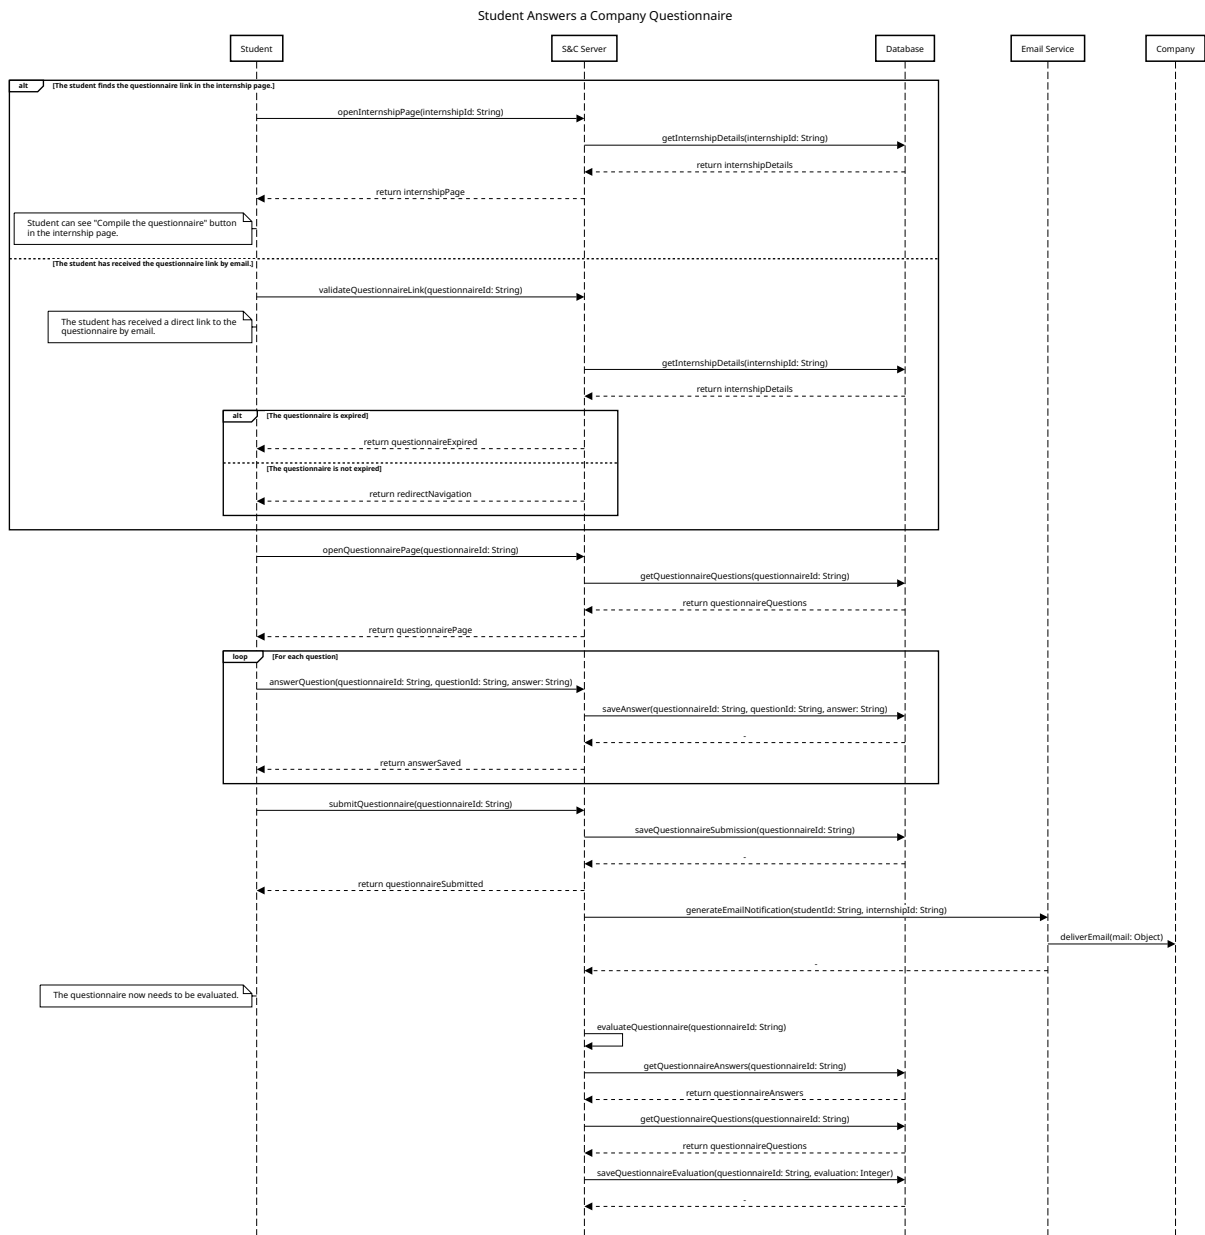 Student Answers a Company Questionnaire
Student
S&C Server
Database
Email Service
Company
alt
[The student finds the questionnaire link in the internship page.]
openInternshipPage(internshipId: String)
getInternshipDetails(internshipId: String)
return internshipDetails
return internshipPage
Student can see "Compile the questionnaire" button
in the internship page.
[The student has received the questionnaire link by email.]
validateQuestionnaireLink(questionnaireId: String)
The student has received a direct link to the
questionnaire by email.
getInternshipDetails(internshipId: String)
return internshipDetails
alt
[The questionnaire is expired]
return questionnaireExpired
[The questionnaire is not expired]
return redirectNavigation
openQuestionnairePage(questionnaireId: String)
getQuestionnaireQuestions(questionnaireId: String)
return questionnaireQuestions
return questionnairePage
loop
[For each question]
answerQuestion(questionnaireId: String, questionId: String, answer: String)
saveAnswer(questionnaireId: String, questionId: String, answer: String)
-
return answerSaved
submitQuestionnaire(questionnaireId: String)
saveQuestionnaireSubmission(questionnaireId: String)
-
return questionnaireSubmitted
generateEmailNotification(studentId: String, internshipId: String)
deliverEmail(mail: Object)
-
The questionnaire now needs to be evaluated.
evaluateQuestionnaire(questionnaireId: String)
getQuestionnaireAnswers(questionnaireId: String)
return questionnaireAnswers
getQuestionnaireQuestions(questionnaireId: String)
return questionnaireQuestions
saveQuestionnaireEvaluation(questionnaireId: String, evaluation: Integer)
-